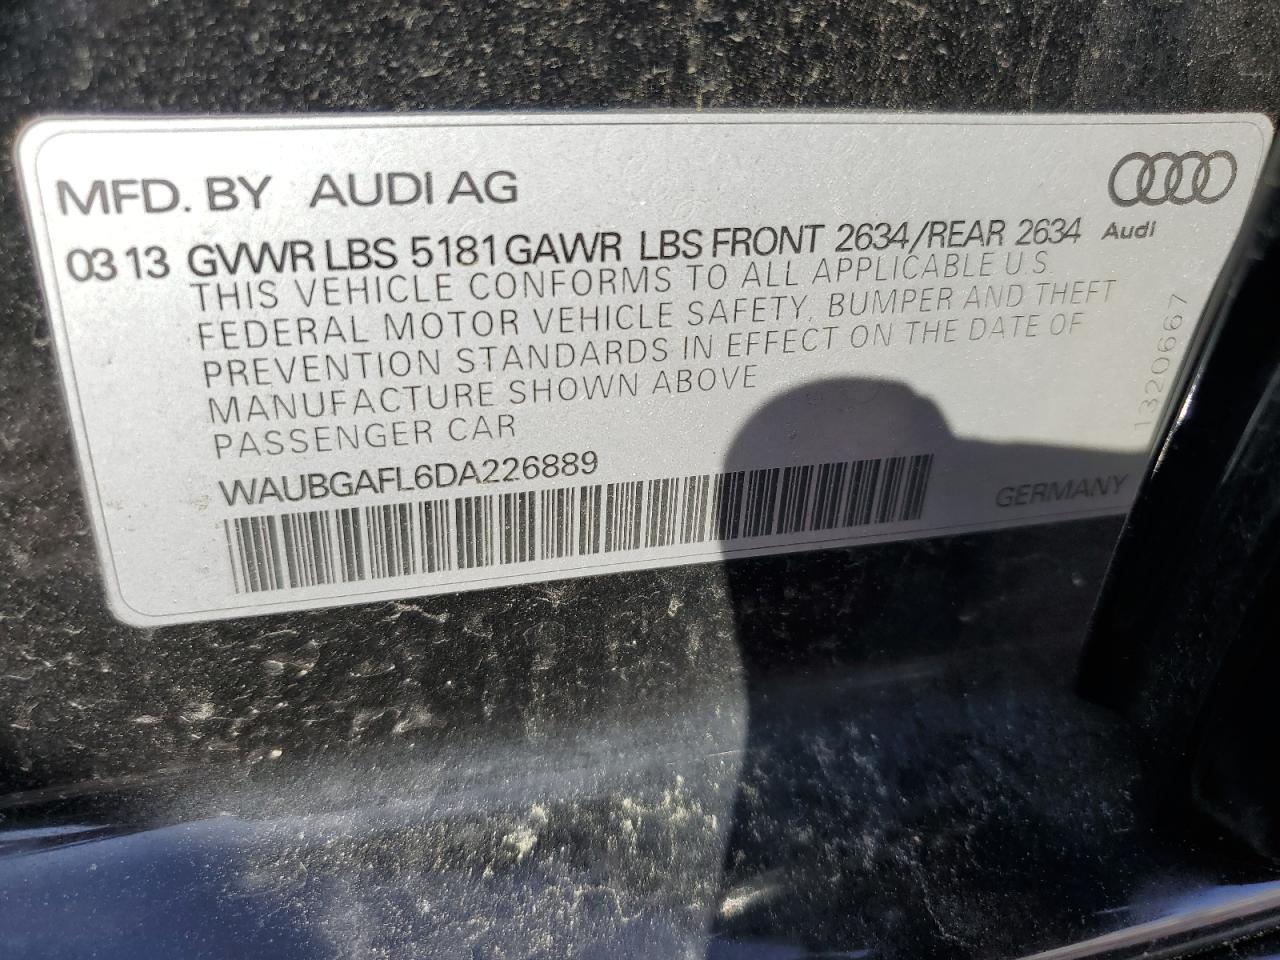 MFD. BY AUDI AG
Audi
03 13 GVWR LBS 5181 GAWR LBS FRONT 2634/REAR 2634
THIS VEHICLE CONFORMS TO ALL APPLICABLE U.S.
FEDERAL MOTOR VEHICLE SAFETY, BUMPER AND THEFT
PREVENTION STANDARDS IN EFFECT ON THE DATE OF
MANUFACTURE SHOWN ABOVE
PASSENGER CAR
WAUBGAFL6DA226889
GERMANY
1320667